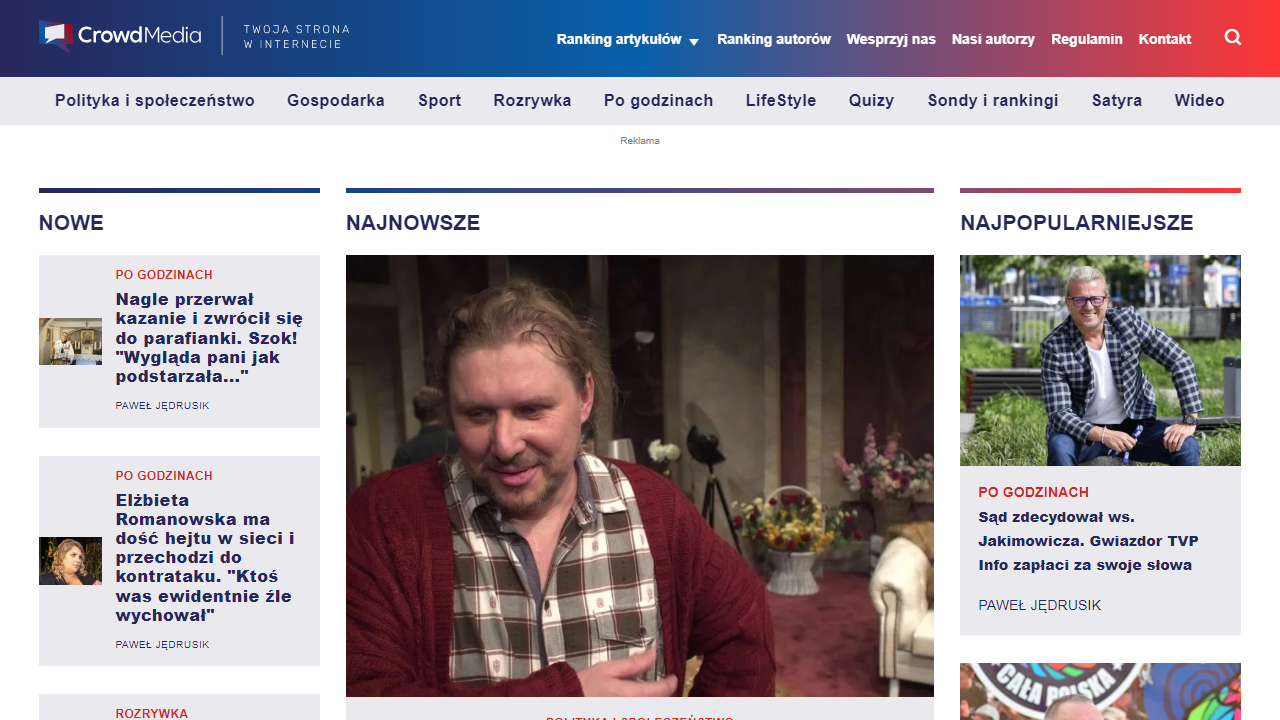 CrowdMedia
TWOJA STRONA
W INTERNECIE
Ranking artykułów
Ranking autorów
Wesprzyj nas
Nasi autorzy
Regulamin
Kontakt
Polityka i społeczeństwo
Gospodarka
Sport
Rozrywka
Po godzinach
LifeStyle
Quizy
Sondy i rankingi
Satyra
Wideo
Reklama
NOWE
PO GODZINACH
Nagle przerwał
kazanie i zwrócił się
do parafianki. Szok!
"Wygląda pani jak
podstarzała..."
PAWEŁ JĘDRUSIK
PO GODZINACH
Elżbieta
Romanowska ma
dość hejtu w sieci i
przechodzi do
kontrataku. "Ktoś
was ewidentnie źle
wychował"
PAWEŁ JĘDRUSIK
ROZRYWKA
NAJNOWSZE
POLITYKA I SPOŁECZEŃSTWO
NAJPOPULARNIEJSZE
PO GODZINACH
Sąd zdecydował ws.
Jakimowicza. Gwiazdor TVP
Info zapłaci za swoje słowa
PAWEŁ JĘDRUSIK
CAŁA POLSKA